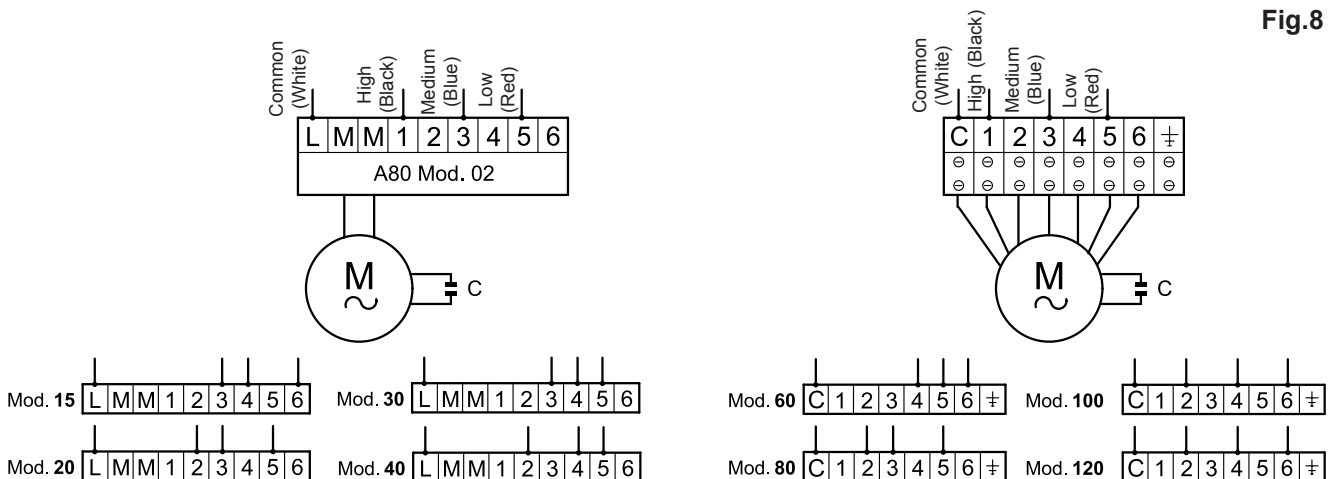 Fig.8
Common (White)
High (Black)
Medium (Blue)
Low (Red)
L M M 1 2 3 4 5 6
A80 Mod. 02
M
C
Common (White)
High (Black)
Medium (Blue)
Low (Red)
C 1 2 3 4 5 6 ⏚
M
C
Mod. 15 L M M 1 2 3 4 5 6
Mod. 30 L M M 1 2 3 4 5 6
Mod. 60 C 1 2 3 4 5 6 ⏚
Mod. 100 C 1 2 3 4 5 6 ⏚
Mod. 20 L M M 1 2 3 4 5 6
Mod. 40 L M M 1 2 3 4 5 6
Mod. 80 C 1 2 3 4 5 6 ⏚
Mod. 120 C 1 2 3 4 5 6 ⏚